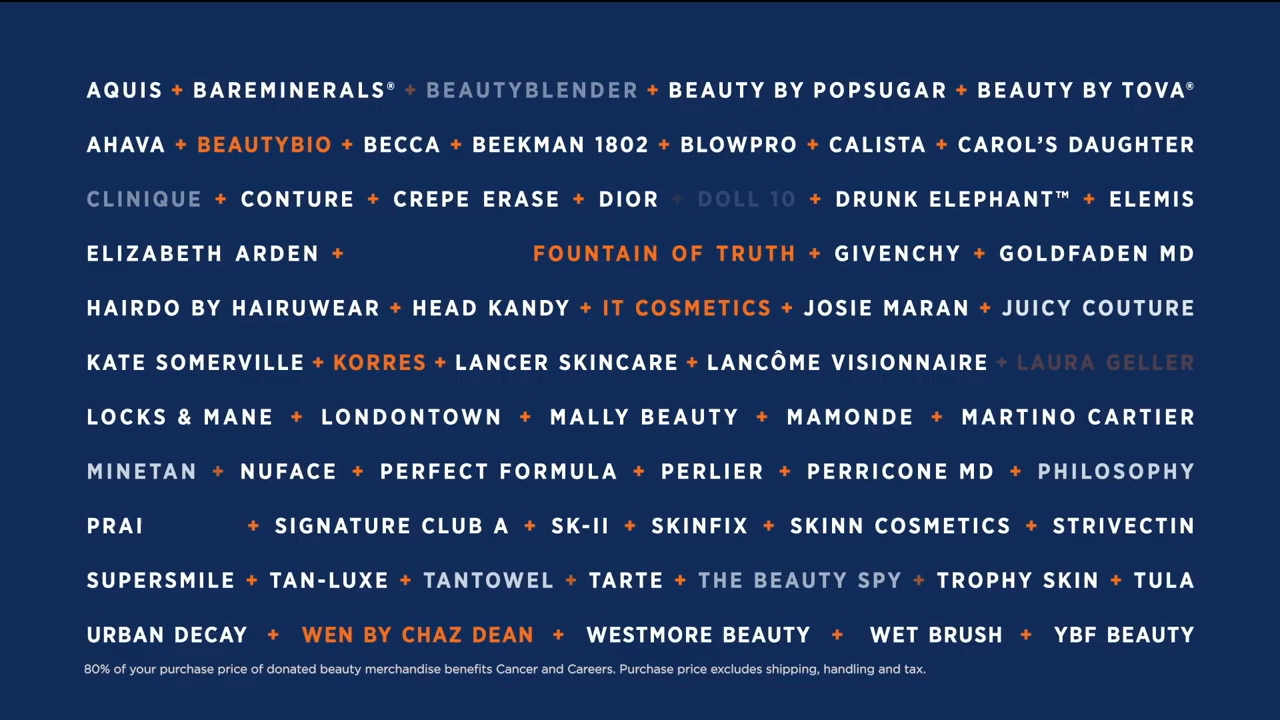 AQUIS + BAREMINERALS® + BEAUTYBLENDER + BEAUTY BY POPSUGAR + BEAUTY BY TOVA®
AHAVA + BEAUTYBIO + BECCA + BEEKMAN 1802 + BLOWPRO + CALISTA + CAROL’S DAUGHTER
CLINIQUE + CONTURE + CREPE ERASE + DIOR + DOLL 10 + DRUNK ELEPHANT™ + ELEMIS
ELIZABETH ARDEN + FOUNTAIN OF TRUTH + GIVENCHY + GOLDFADEN MD
HAIRDO BY HAIRUWEAR + HEAD KANDY + IT COSMETICS + JOSIE MARAN + JUICY COUTURE
KATE SOMERVILLE + KORRES + LANCER SKINCARE + LANCÔME VISIONNAIRE + LAURA GELLER
LOCKS & MANE + LONDONTOWN + MALLY BEAUTY + MAMONDE + MARTINO CARTIER
MINETAN + NUFACE + PERFECT FORMULA + PERLIER + PERRICONE MD + PHILOSOPHY
PRAI + SIGNATURE CLUB A + SK-II + SKINFIX + SKINN COSMETICS + STRIVECTIN
SUPERSMILE + TAN-LUXE + TANTOWEL + TARTE + THE BEAUTY SPY + TROPHY SKIN + TULA
URBAN DECAY + WEN BY CHAZ DEAN + WESTMORE BEAUTY + WET BRUSH + YBF BEAUTY
80% of your purchase price of donated beauty merchandise benefits Cancer and Careers. Purchase price excludes shipping, handling and tax.